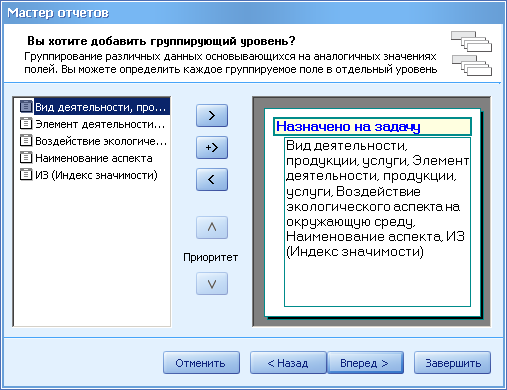 Мастер отчетов
Вы хотите добавить группирующий уровень?
Группирование различных данных основывающихся на аналогичных значениях
полей. Вы можете определить каждое группируемое поле в отдельный уровень
Вид деятельности, про...
Элемент деятельности...
Воздействие экологиче...
Наименование аспекта
ИЗ (Индекс значимости)
>
+>
<
Приоритет
Назначено на задачу
Вид деятельности,
продукции, услуги, Элемент
деятельности, продукции,
услуги, Воздействие
экологического аспекта на
окружающую среду,
Наименование аспекта, ИЗ
(Индекс значимости)
Отменить
< Назад
Вперед >
Завершить